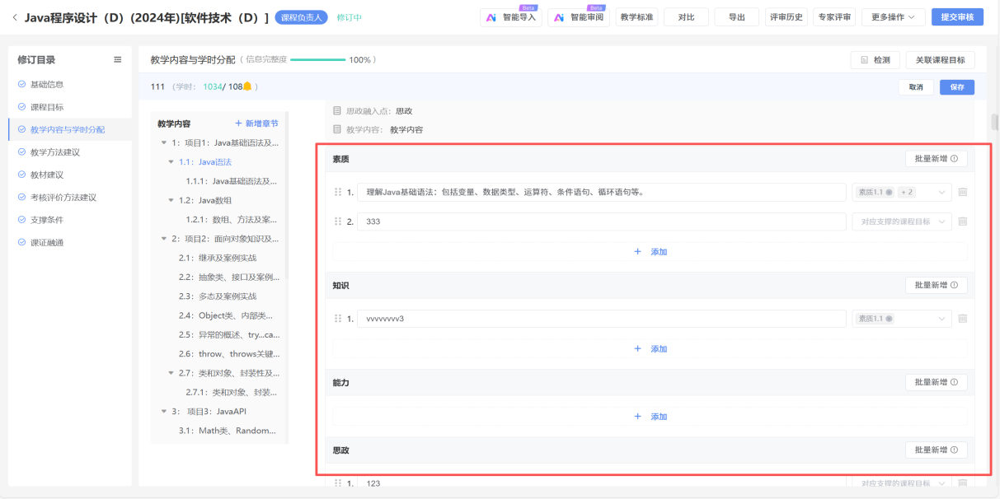 Java程序设计（D）(2024年)[软件技术（D）] 课程负责人 修订中 Beta 智能导入 Beta 智能审阅 教学标准 对比 导出 评审历史 专家评审 更多操作 提交审核
修订目录
基础信息
课程目标
教学内容与学时分配
教学方法建议
教材建议
考核评价方法建议
支撑条件
课证融通
教学内容与学时分配（ 信息完整度 100% ） 检测 关联课程目标
111 （学时： 1034/ 108 ） 取消 保存
教学内容 + 新增章节
1：项目1：Java基础语法及...
1.1：Java语法
1.1.1：Java基础语法及...
1.2：Java数组
1.2.1：数组、方法及案...
2：项目2：面向对象知识及...
2.1：继承及案例实战
2.2：抽象类、接口及案例...
2.3：多态及案例实战
2.4：Object类、内部类...
2.5：异常的概述、try...ca...
2.6：throw、throws关键...
2.7：类和对象、封装性及...
2.7.1：类和对象、封装...
3： 项目3：JavaAPI
3.1：Math类、Random...
思政融入点： 思政
教学内容： 教学内容
素质 批量新增
1. 理解Java基础语法：包括变量、数据类型、运算符、条件语句、循环语句等。 素质1.1 + 2
2. 333 对应支撑的课程目标
+ 添加
知识 批量新增
1. vvvvvvvv3 素质1.1
+ 添加
能力 批量新增
+ 添加
思政 批量新增
1. 123 对应支撑的课程目标